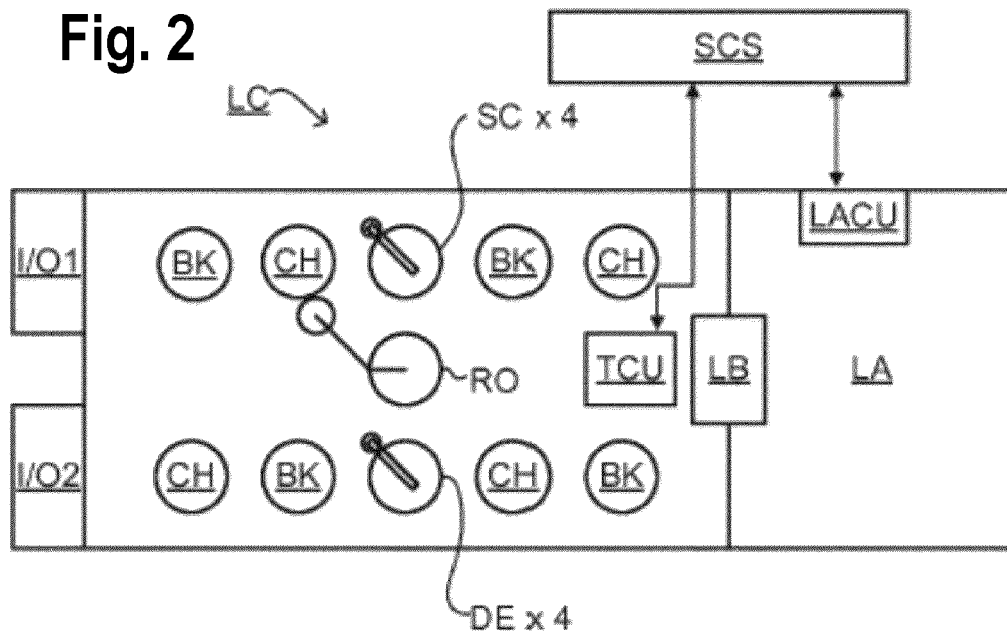 Fig. 2
SCS
LC
SC x 4
LACU
I/O1
BK
CH
BK
CH
TCU
LB
LA
RO
I/O2
CH
BK
CH
BK
DE x 4